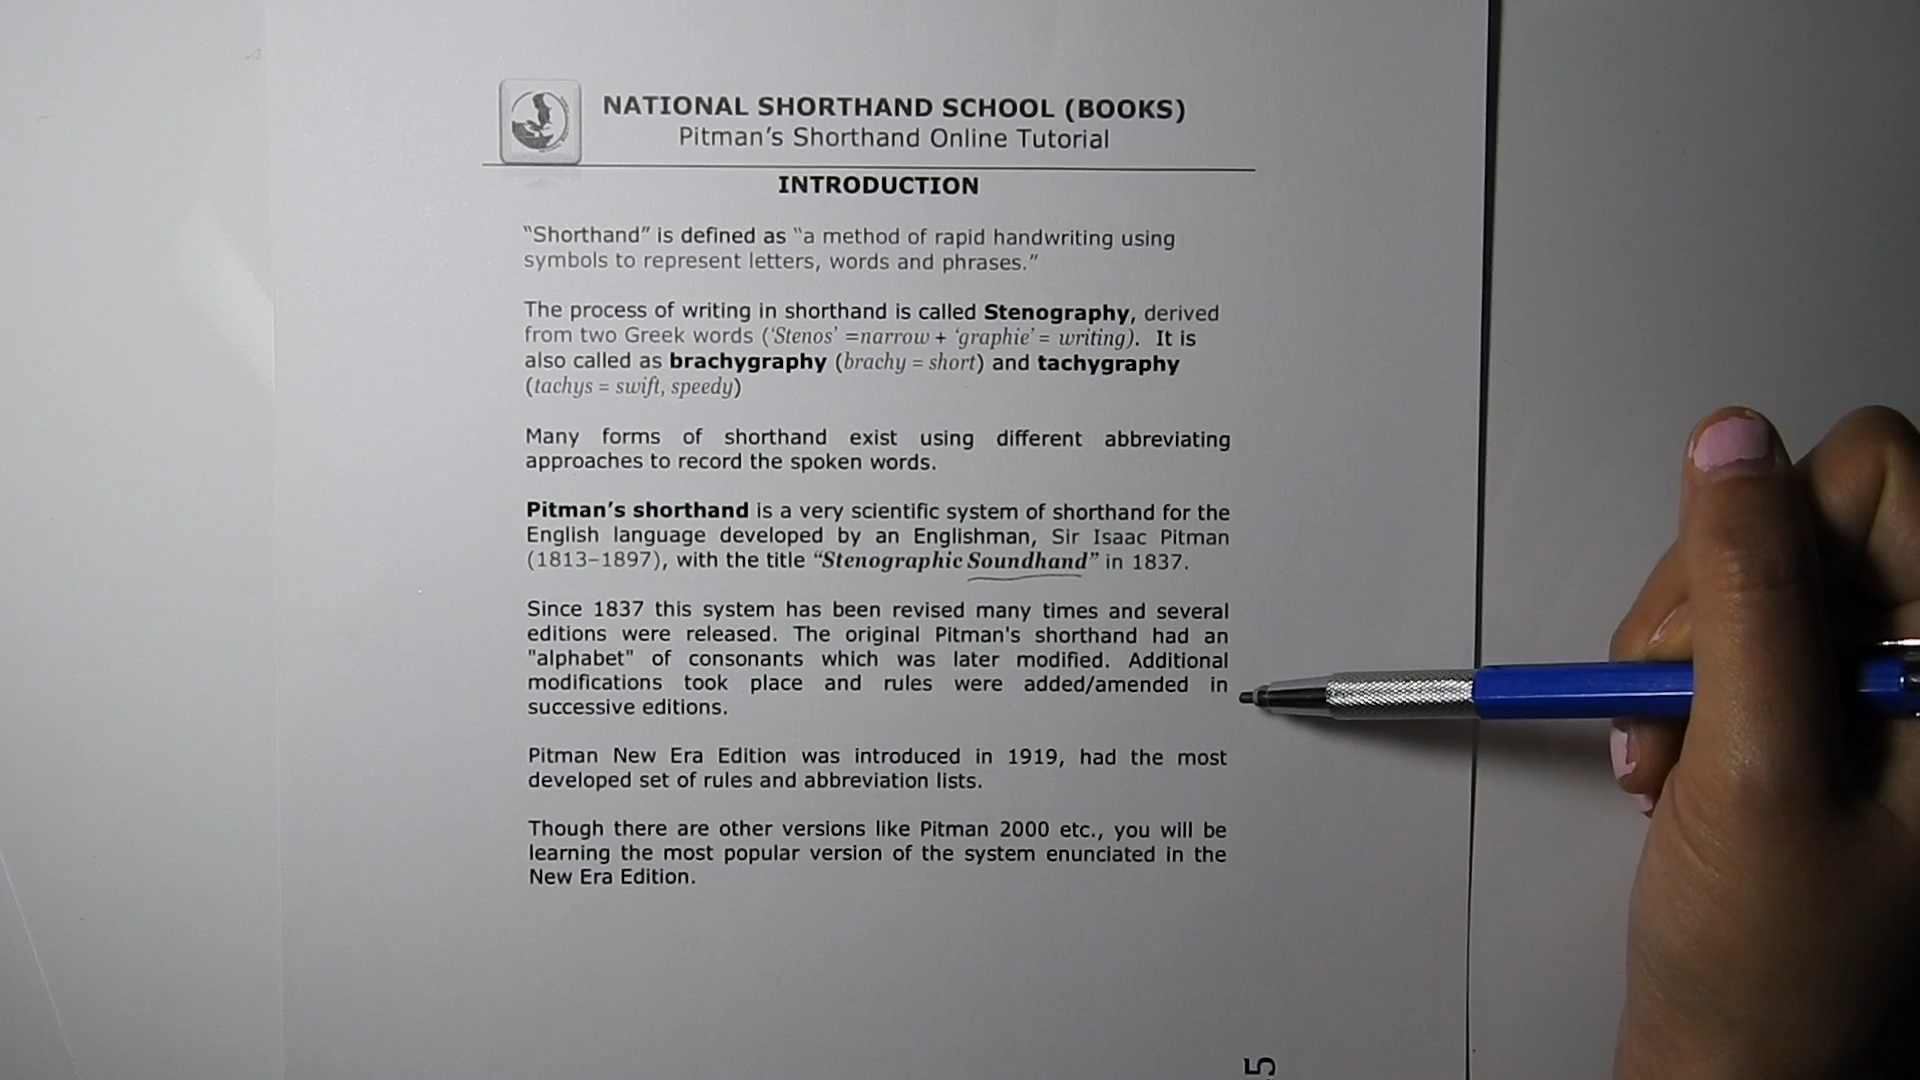 NATIONAL SHORTHAND SCHOOL (BOOKS)
Pitman’s Shorthand Online Tutorial
INTRODUCTION
“Shorthand” is defined as “a method of rapid handwriting using
symbols to represent letters, words and phrases.”
The process of writing in shorthand is called Stenography, derived
from two Greek words (‘Stenos’ =narrow + ‘graphie’ = writing).  It is
also called as brachygraphy (brachy = short) and tachygraphy
(tachys = swift, speedy)
Many forms of shorthand exist using different abbreviating
approaches to record the spoken words.
Pitman’s shorthand is a very scientific system of shorthand for the
English language developed by an Englishman, Sir Isaac Pitman
(1813–1897), with the title “Stenographic Soundhand” in 1837.
Since 1837 this system has been revised many times and several
editions were released. The original Pitman's shorthand had an
"alphabet" of consonants which was later modified. Additional
modifications took place and rules were added/amended in
successive editions.
Pitman New Era Edition was introduced in 1919, had the most
developed set of rules and abbreviation lists.
Though there are other versions like Pitman 2000 etc., you will be
learning the most popular version of the system enunciated in the
New Era Edition.
5